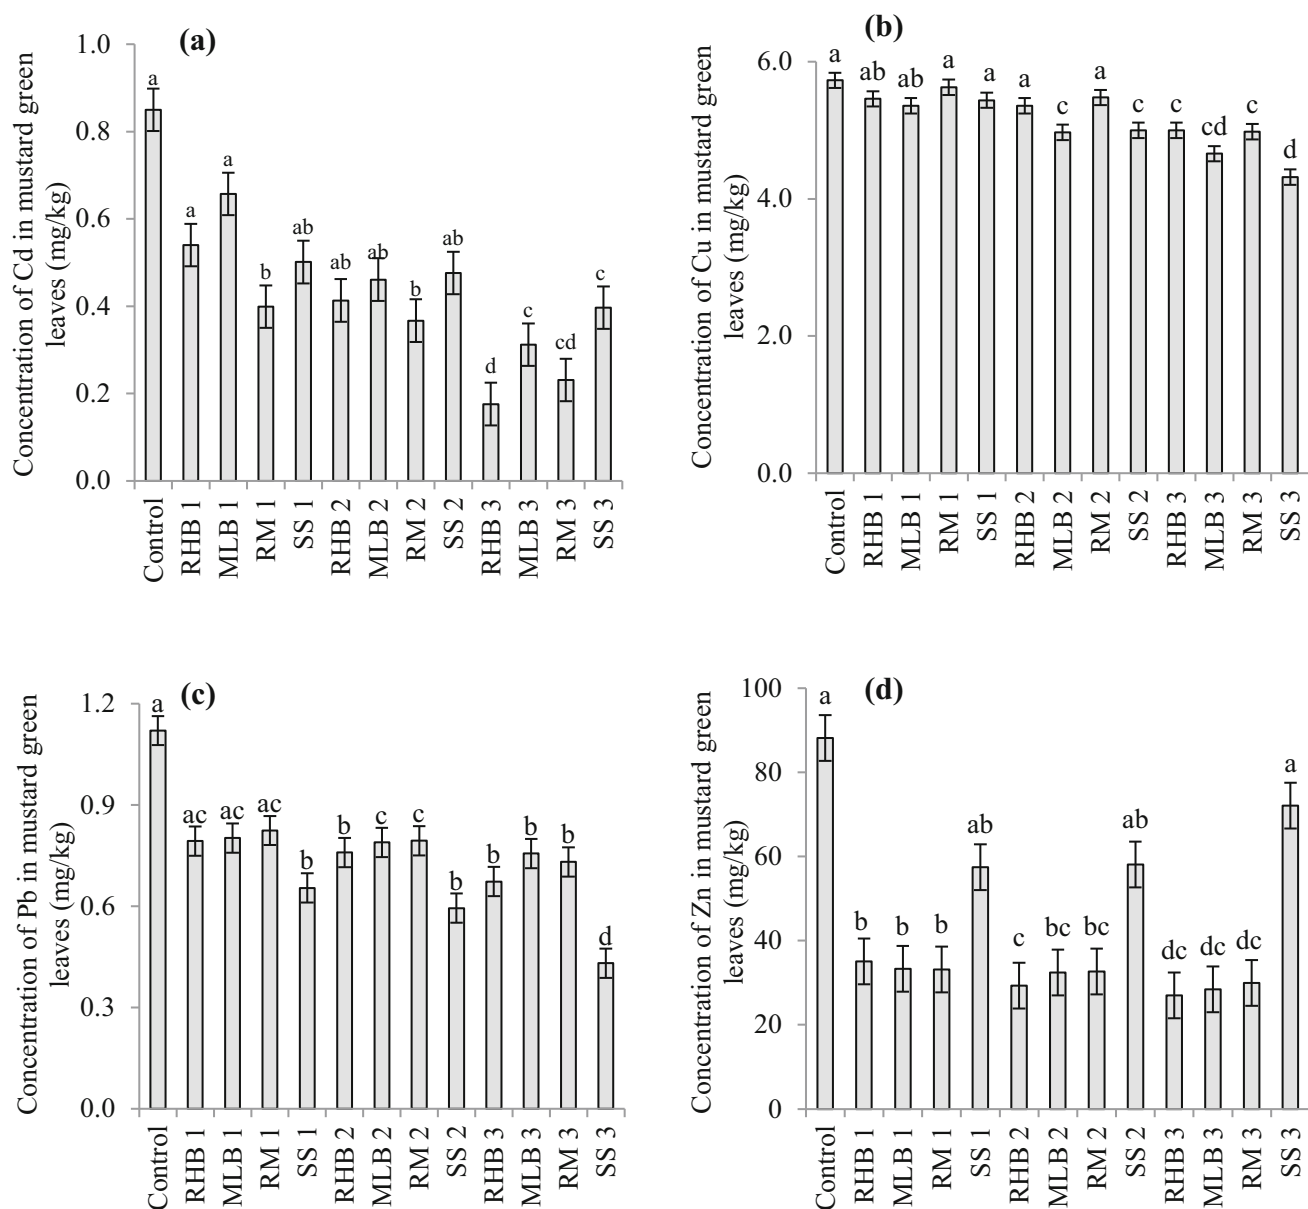 (a)
Concentration of Cd in mustard green
leaves (mg/kg)
1.0
0.8
0.6
0.4
0.2
0.0
a
a
a
b
ab
ab
ab
b
ab
d
c
cd
c
Control
RHB 1
MLB 1
RM 1
SS 1
RHB 2
MLB 2
RM 2
SS 2
RHB 3
MLB 3
RM 3
SS 3
(b)
Concentration of Cu in mustard green
leaves (mg/kg)
6.0
4.0
2.0
0.0
a
ab
ab
a
a
a
c
a
c
c
cd
c
d
Control
RHB 1
MLB 1
RM 1
SS 1
RHB 2
MLB 2
RM 2
SS 2
RHB 3
MLB 3
RM 3
SS 3
(c)
Concentration of Pb in mustard green
leaves (mg/kg)
1.2
0.9
0.6
0.3
0.0
a
ac
ac
ac
b
b
c
c
b
b
b
b
d
Control
RHB 1
MLB 1
RM 1
SS 1
RHB 2
MLB 2
RM 2
SS 2
RHB 3
MLB 3
RM 3
SS 3
(d)
Concentration of Zn in mustard green
leaves (mg/kg)
100
80
60
40
20
0
a
b
b
b
ab
c
bc
bc
ab
dc
dc
dc
a
Control
RHB 1
MLB 1
RM 1
SS 1
RHB 2
MLB 2
RM 2
SS 2
RHB 3
MLB 3
RM 3
SS 3